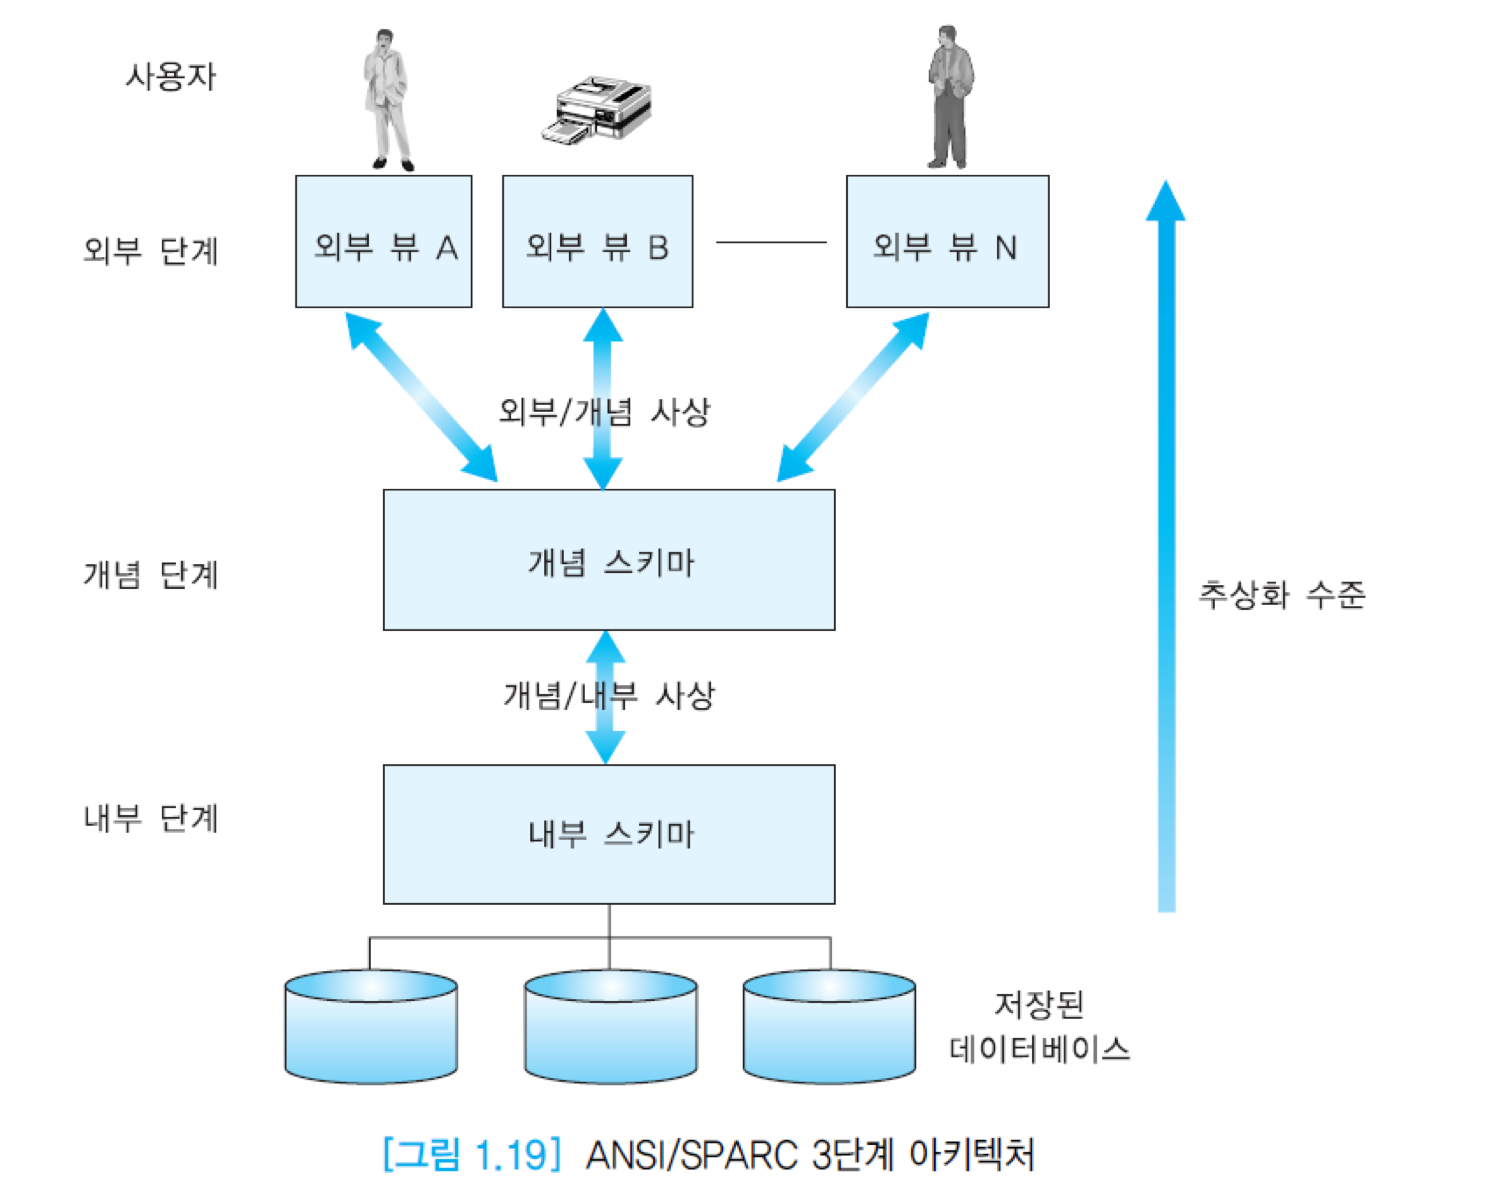 사용자
외부 단계
외부 뷰 A
외부 뷰 B
외부 뷰 N
외부/개념 사상
개념 단계
개념 스키마
추상화 수준
개념/내부 사상
내부 단계
내부 스키마
저장된
데이터베이스
[그림 1.19] ANSI/SPARC 3단계 아키텍처